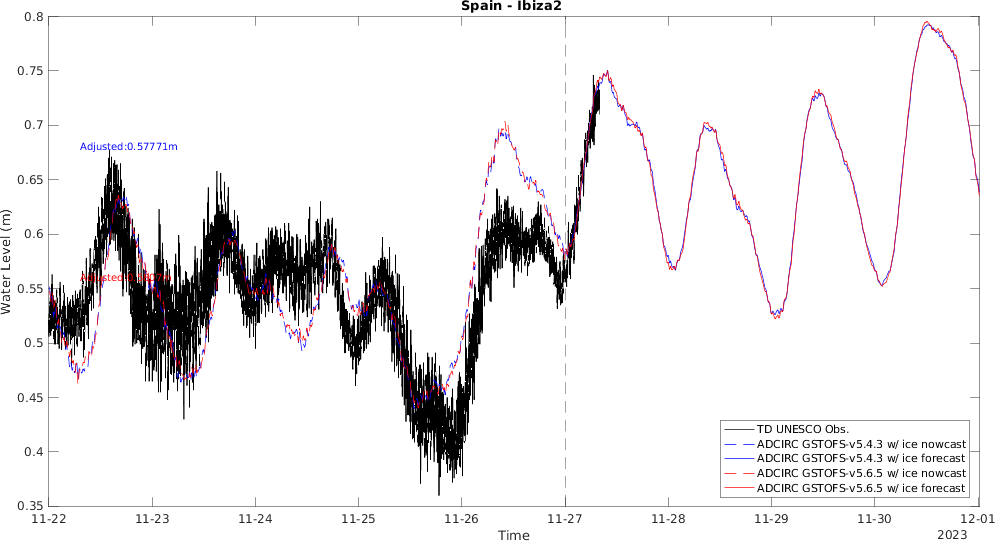 Spain - Ibiza2
Water Level (m)
0.8
0.75
0.7
0.65
0.6
0.55
0.5
0.45
0.4
0.35
Adjusted:0.57771m
TD UNESCO Obs.
ADCIRC GSTOFS-v5.4.3 w/ ice nowcast
ADCIRC GSTOFS-v5.4.3 w/ ice forecast
ADCIRC GSTOFS-v5.6.5 w/ ice nowcast
ADCIRC GSTOFS-v5.6.5 w/ ice forecast
11-22 11-23 11-24 11-25 11-26 11-27 11-28 11-29 11-30 12-01
Time
2023